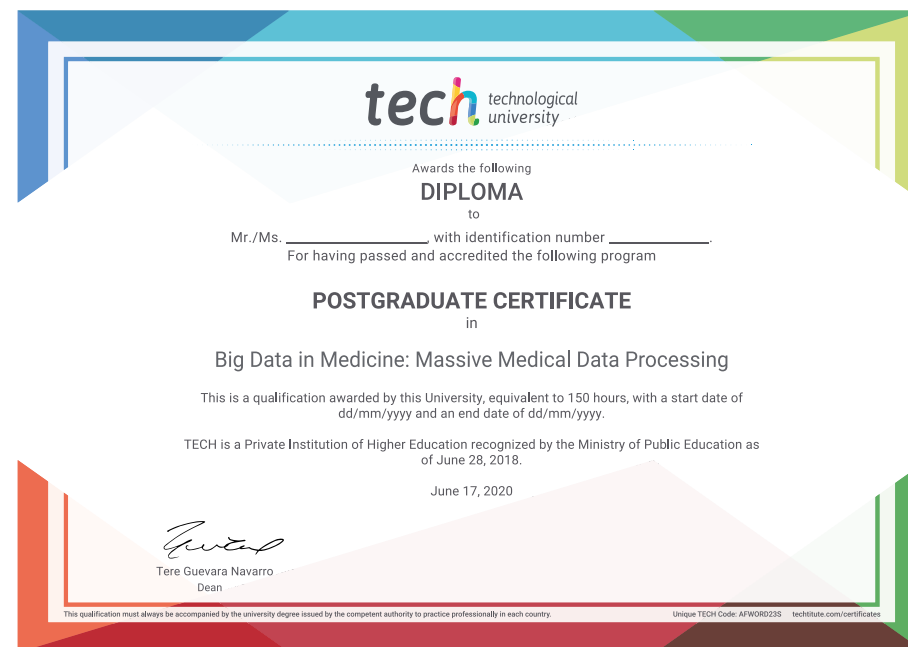 tech technological
university
Awards the following
DIPLOMA
to
Mr./Ms. ____________________, with identification number ______________.
For having passed and accredited the following program
POSTGRADUATE CERTIFICATE
in
Big Data in Medicine: Massive Medical Data Processing
This is a qualification awarded by this University, equivalent to 150 hours, with a start date of
dd/mm/yyyy and an end date of dd/mm/yyyy.
TECH is a Private Institution of Higher Education recognized by the Ministry of Public Education as
of June 28, 2018.
June 17, 2020
Tere Guevara Navarro
Dean
This qualification must always be accompanied by the university degree issued by the competent authority to practice professionally in each country. Unique TECH Code: AFWORD23S techtitute.com/certificates